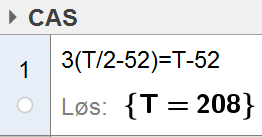 CAS
1
3(T/2-52)=T-52
Løs: {T = 208}